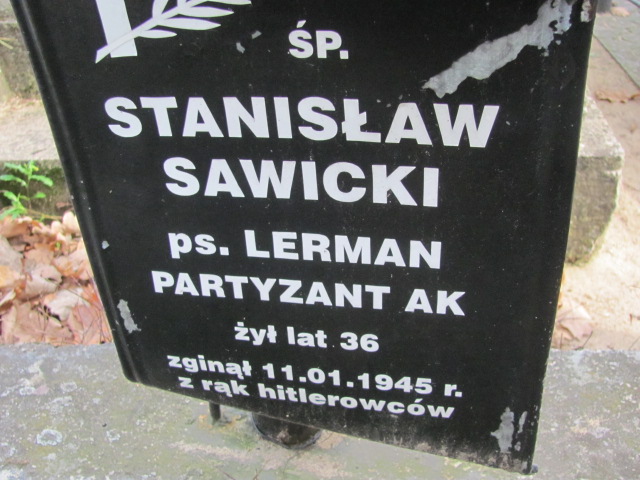 ŚP.
STANISŁAW
SAWICKI
ps. LERMAN
PARTYZANT AK
żył lat 36
zginął 11.01.1945 r.
z rąk hitlerowców